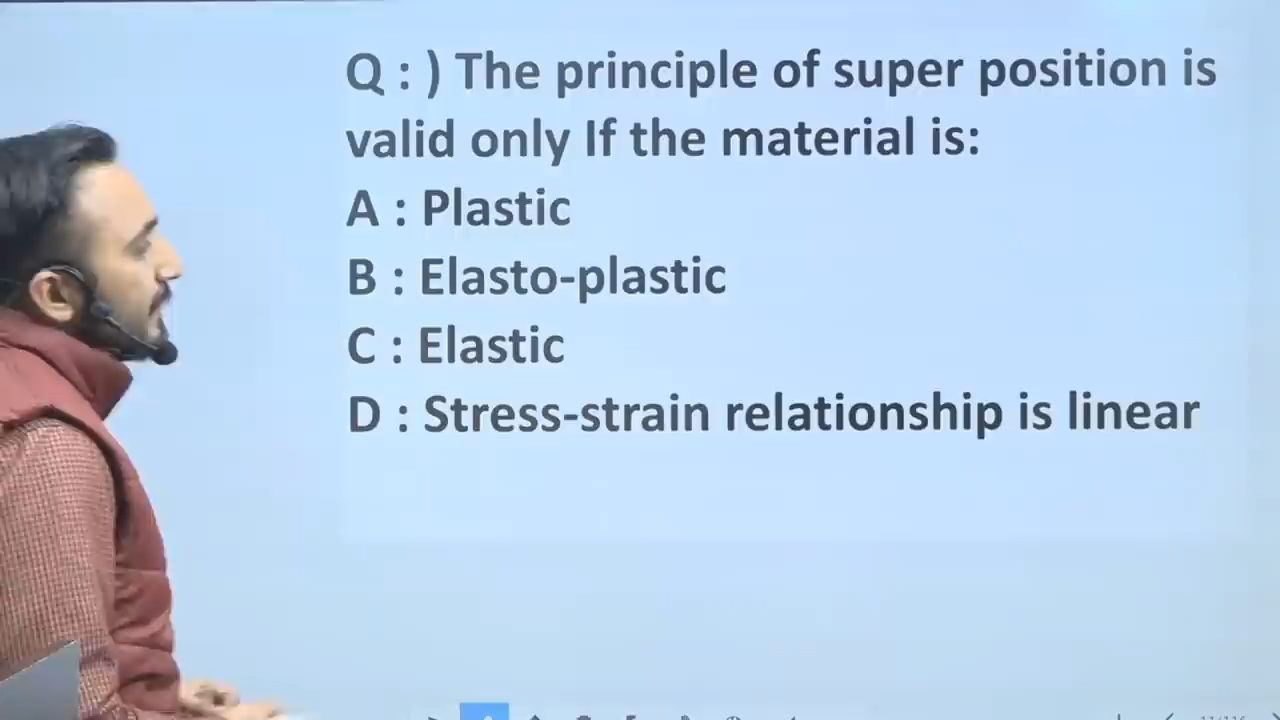 Q : ) The principle of super position is
valid only If the material is:
A : Plastic
B : Elasto-plastic
C : Elastic
D : Stress-strain relationship is linear